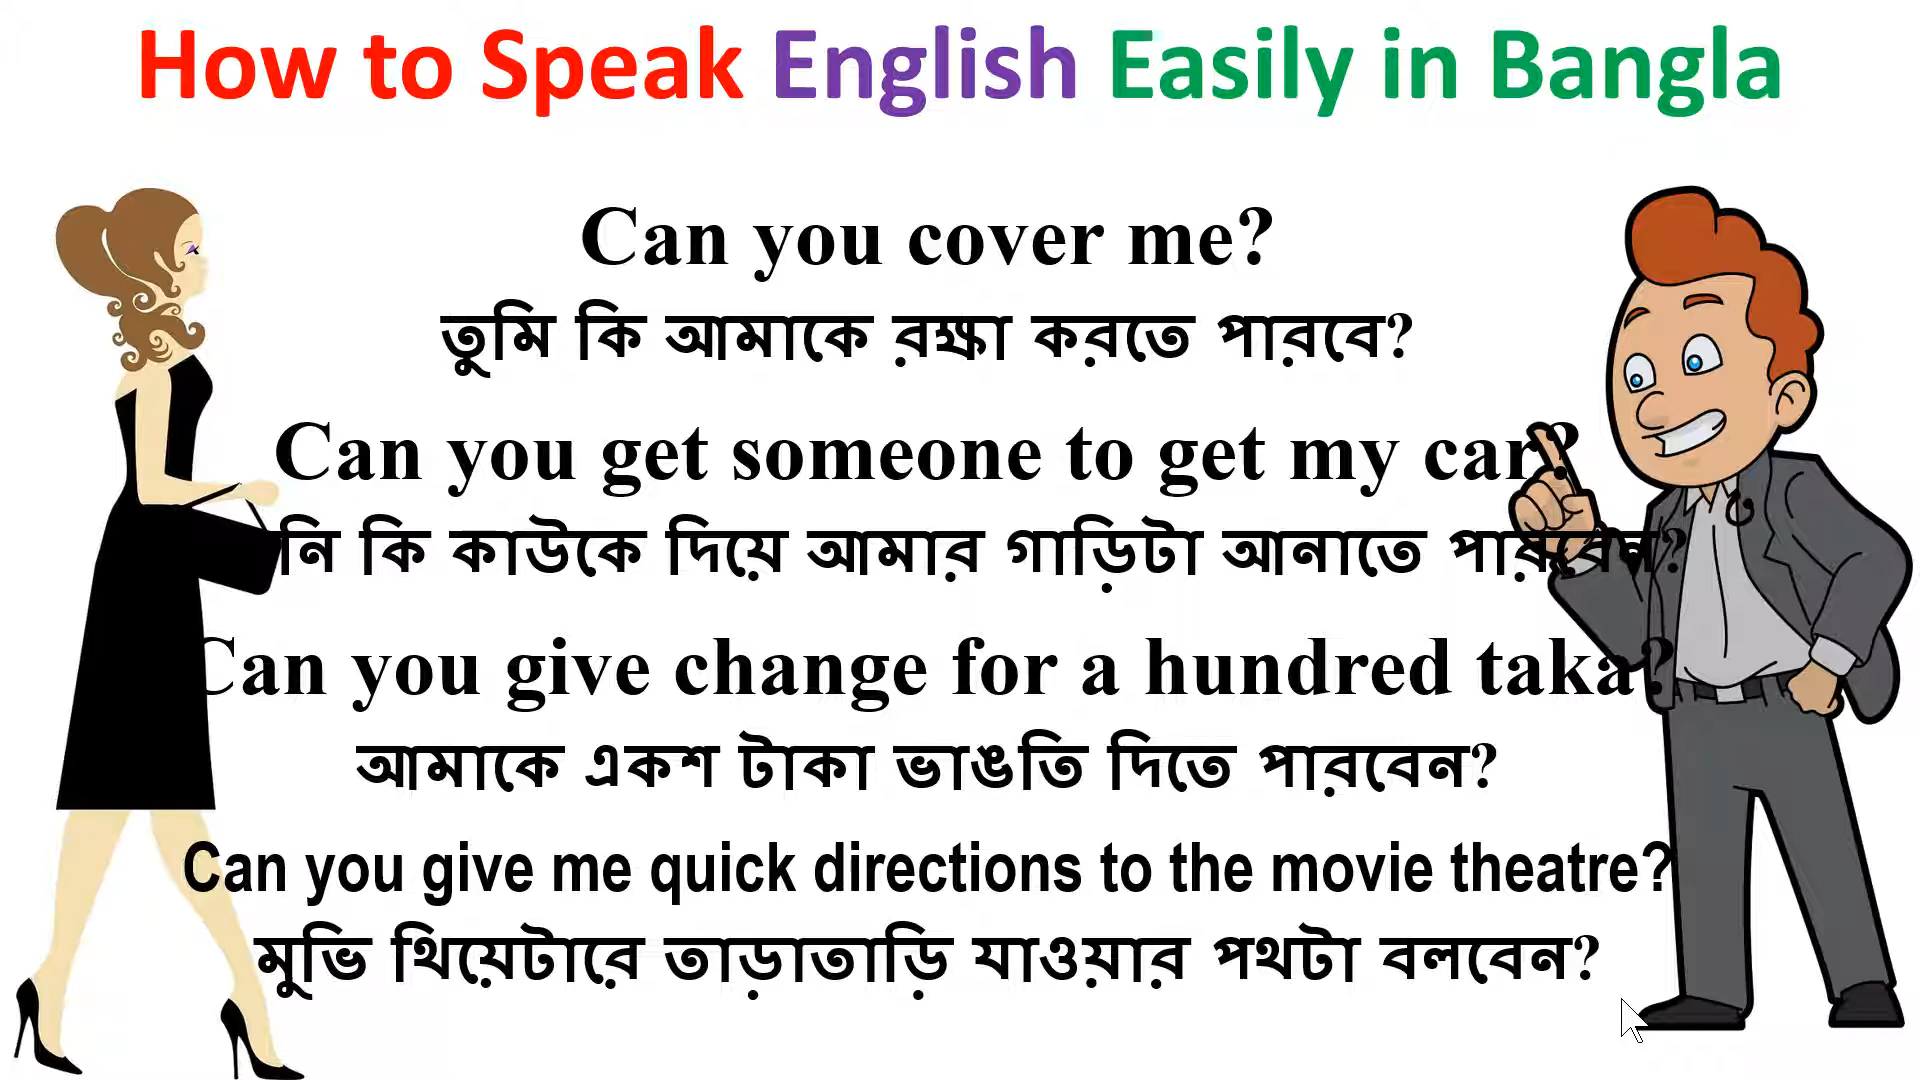 How to Speak English Easily in Bangla
Can you cover me?
তুমি কি আমাকে রক্ষা করতে পারবে?
Can you get someone to get my car?
কি কাউকে দিয়ে আমার গাড়িটা আনাতে পারবেন?
Can you give change for a hundred taka?
আমাকে একশ টাকা ভাঙতি দিতে পারবেন?
Can you give me quick directions to the movie theatre?
মুভি থিয়েটারে তাড়াতাড়ি যাওয়ার পথটা বলবেন?